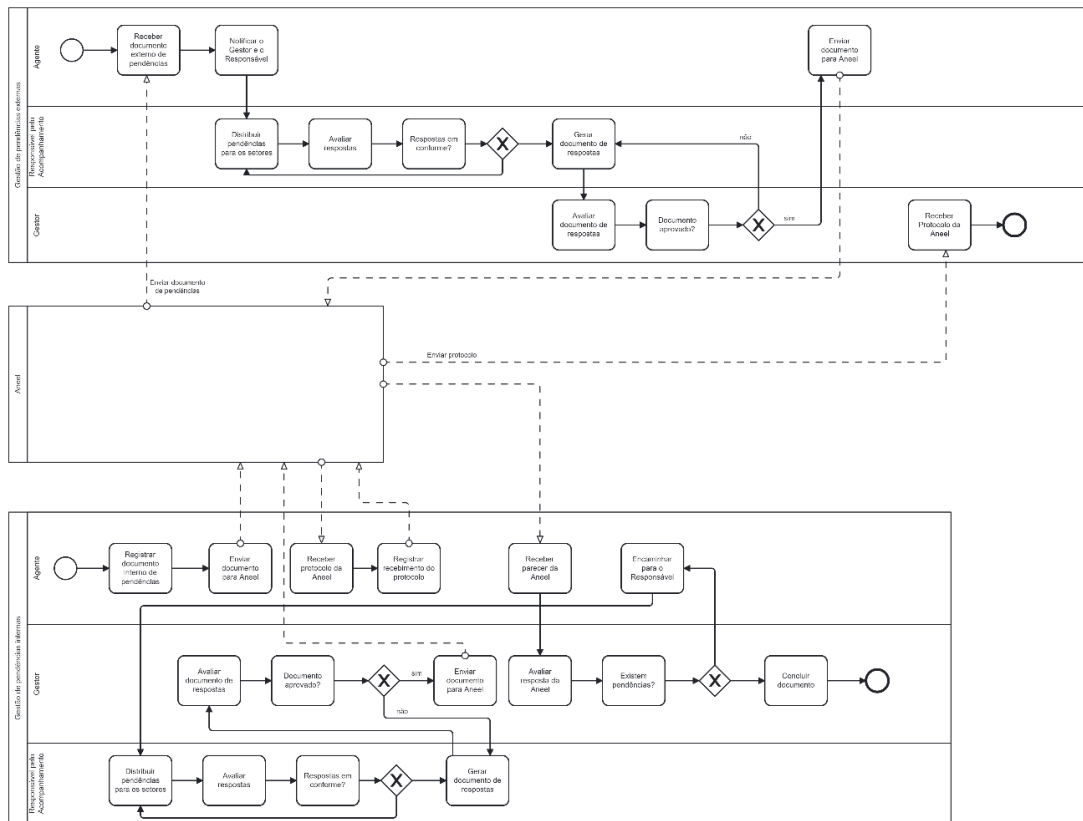 Gestão de pendências externas
Agente
Receber
documento
externo de
pendências
Notificar o
Gestor e o
Responsável
Enviar
documento
para Aneel
Responsável pelo
Acompanhamento
Distribuir
pendências
para os setores
Avaliar
respostas
Respostas em
conforme?
Gerar
documento de
respostas
não
Gestor
Avaliar
documento de
respostas
Documento
aprovado?
sim
Receber
Protocolo da
Aneel
Enviar documento
de pendências
Aneel
Enviar protocolo
Gestão de pendências internas
Agente
Registrar
documento
interno de
pendências
Enviar
documento
para Aneel
Receber
protocolo da
Aneel
Registrar
recebimento do
protocolo
Receber
parecer da
Aneel
Encaminhar
para o
Responsável
Gestor
Avaliar
documento de
respostas
Documento
aprovado?
sim
não
Enviar
documento
para Aneel
Avaliar
resposta da
Aneel
Existem
pendências?
Concluir
documento
Responsável pelo
Acompanhamento
Distribuir
pendências
para os setores
Avaliar
respostas
Respostas em
conforme?
Gerar
documento de
respostas